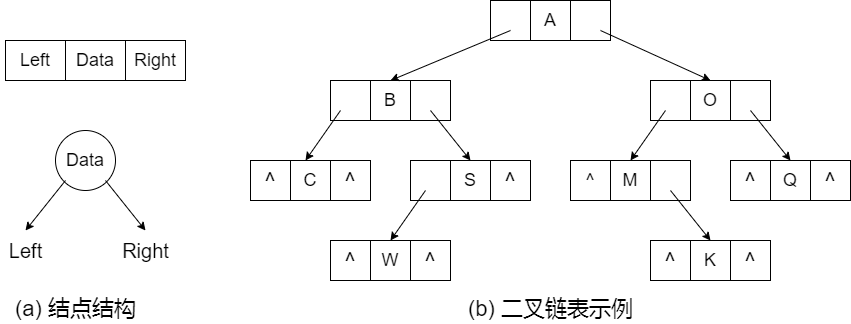 A
Left Data Right
B O
Data
^ C ^ S ^ ^ M ^ Q ^
Left Right
^ W ^ ^ K ^
(a) 结点结构 (b) 二叉链表示例